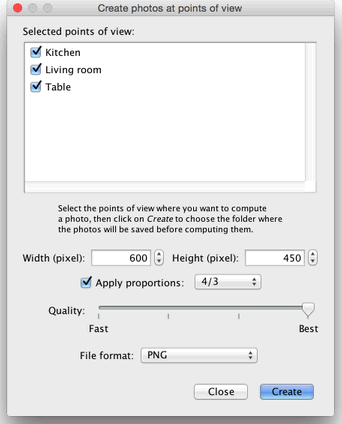 Create photos at points of view
Selected points of view:
Kitchen
Living room
Table
Select the points of view where you want to compute
a photo, then click on Create to choose the folder where
the photos will be saved before computing them.
Width (pixel): 600 Height (pixel): 450
Apply proportions: 4/3
Quality:
Fast Best
File format: PNG
Close Create